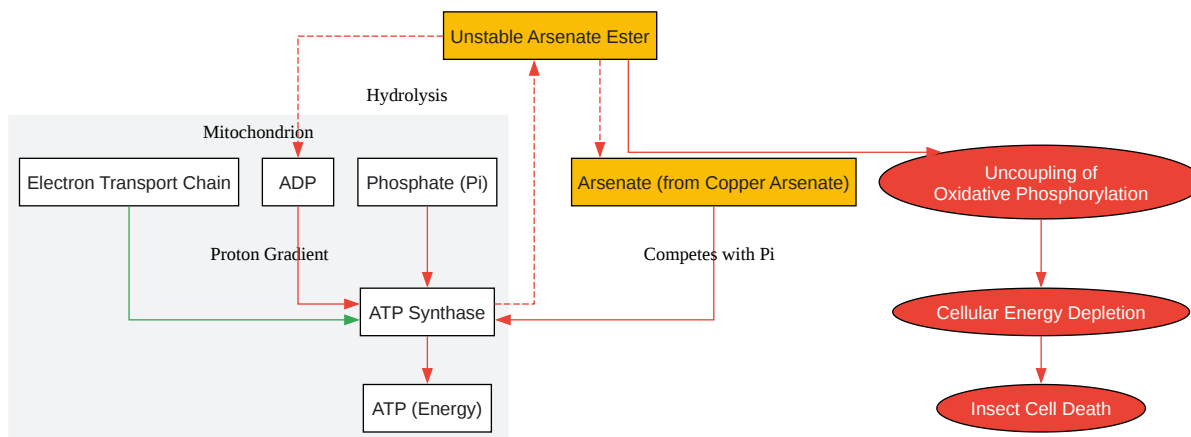 Unstable Arsenate Ester
Hydrolysis
Mitochondrion
Electron Transport Chain
ADP
Phosphate (Pi)
Arsenate (from Copper Arsenate)
Uncoupling of
Oxidative Phosphorylation
Proton Gradient
Competes with Pi
ATP Synthase
Cellular Energy Depletion
ATP (Energy)
Insect Cell Death